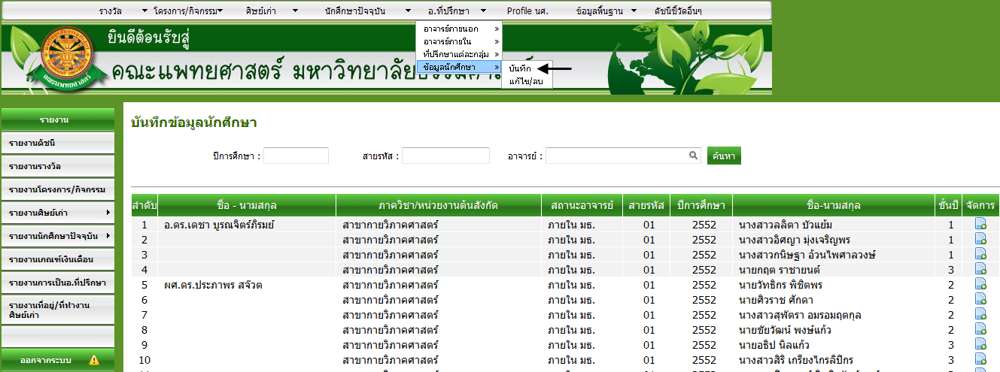 รางวัล โครงการ/กิจกรรม ศิษย์เก่า นักศึกษาปัจจุบัน อ.ที่ปรึกษา Profile นศ. ข้อมูลพื้นฐาน ดัชนีชี้วัดอื่นๆ
อาจารย์ภายนอก »
อาจารย์ภายใน »
ที่ปรึกษาแต่ละกลุ่ม »
ข้อมูลนักศึกษา »
บันทึก
แก้ไข/ลบ
ยินดีต้อนรับสู่
คณะแพทยศาสตร์ มหาวิทยาลัย
คณะแพทยศาสตร์
รายงาน
รายงานดัชนี
รายงานรางวัล
รายงานโครงการ/กิจกรรม
รายงานศิษย์เก่า
รายงานนักศึกษาปัจจุบัน
รายงานเกณฑ์เงินเดือน
รายงานการเป็นอ.ที่ปรึกษา
รายงานที่อยู่/ที่ทำงาน
ศิษย์เก่า
ออกจากระบบ
บันทึกข้อมูลนักศึกษา
ปีการศึกษา : สายรหัส : อาจารย์ : ค้นหา
ลำดับ ชื่อ - นามสกุล ภาควิชา/หน่วยงานต้นสังกัด สถานะอาจารย์ สายรหัส ปีการศึกษา ชื่อ-นามสกุล ชั้นปี จัดการ
1 อ.ดร.เดชา บูรณจิตร์ภิรมย์ สาขากายวิภาคศาสตร์ ภายใน มธ. 01 2552 นางสาวลลิตา บัวแย้ม 1
2 สาขากายวิภาคศาสตร์ ภายใน มธ. 01 2552 นางสาวอิศญา มุ่งเจริญพร 1
3 สาขากายวิภาคศาสตร์ ภายใน มธ. 01 2552 นางสาวกนิษฐา อ้วนไพศาลวงษ์ 1
4 สาขากายวิภาคศาสตร์ ภายใน มธ. 01 2552 นายกฤต ราชายนต์ 3
5 ผศ.ดร.ประภาพร สจ๊วต สาขากายวิภาคศาสตร์ ภายใน มธ. 01 2552 นายวัทธิกร พิชิตพร 2
6 สาขากายวิภาคศาสตร์ ภายใน มธ. 01 2552 นายศิวราช ศักดา 2
7 สาขากายวิภาคศาสตร์ ภายใน มธ. 01 2552 นางสาวสุพัตรา อมรอมฤตกุล 2
8 สาขากายวิภาคศาสตร์ ภายใน มธ. 01 2552 นายชัยวัฒน์ พงษ์แก้ว 2
9 สาขากายวิภาคศาสตร์ ภายใน มธ. 01 2552 นายอธิป นิลแก้ว 3
10 สาขากายวิภาคศาสตร์ ภายใน มธ. 01 2552 นางสาวสิริ เกรียงไกรลิปิกร 3